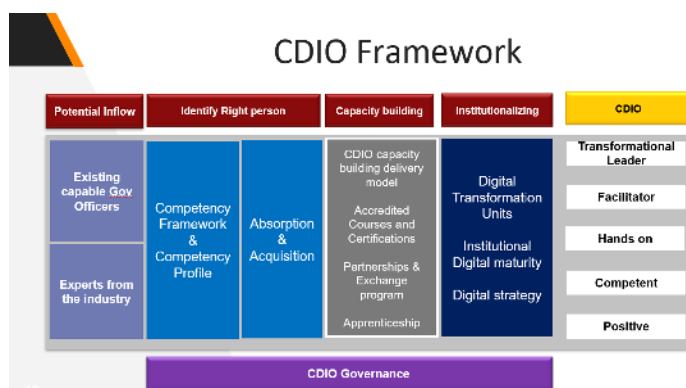 CDIO Framework
Potential Inflow
Identify Right person
Capacity building
Institutionalizing
CDIO
Existing
capable Gov
Officers
Experts from
the industry
Competency
Framework
&
Competency
Profile
Absorption
&
Acquisition
CDIO capacity
building delivery
model
Accredited
Courses and
Certifications
Partnerships &
Exchange
program
Apprenticeship
Digital
Transformation
Units
Institutional
Digital maturity
Digital strategy
Transformational
Leader
Facilitator
Hands on
Competent
Positive
CDIO Governance